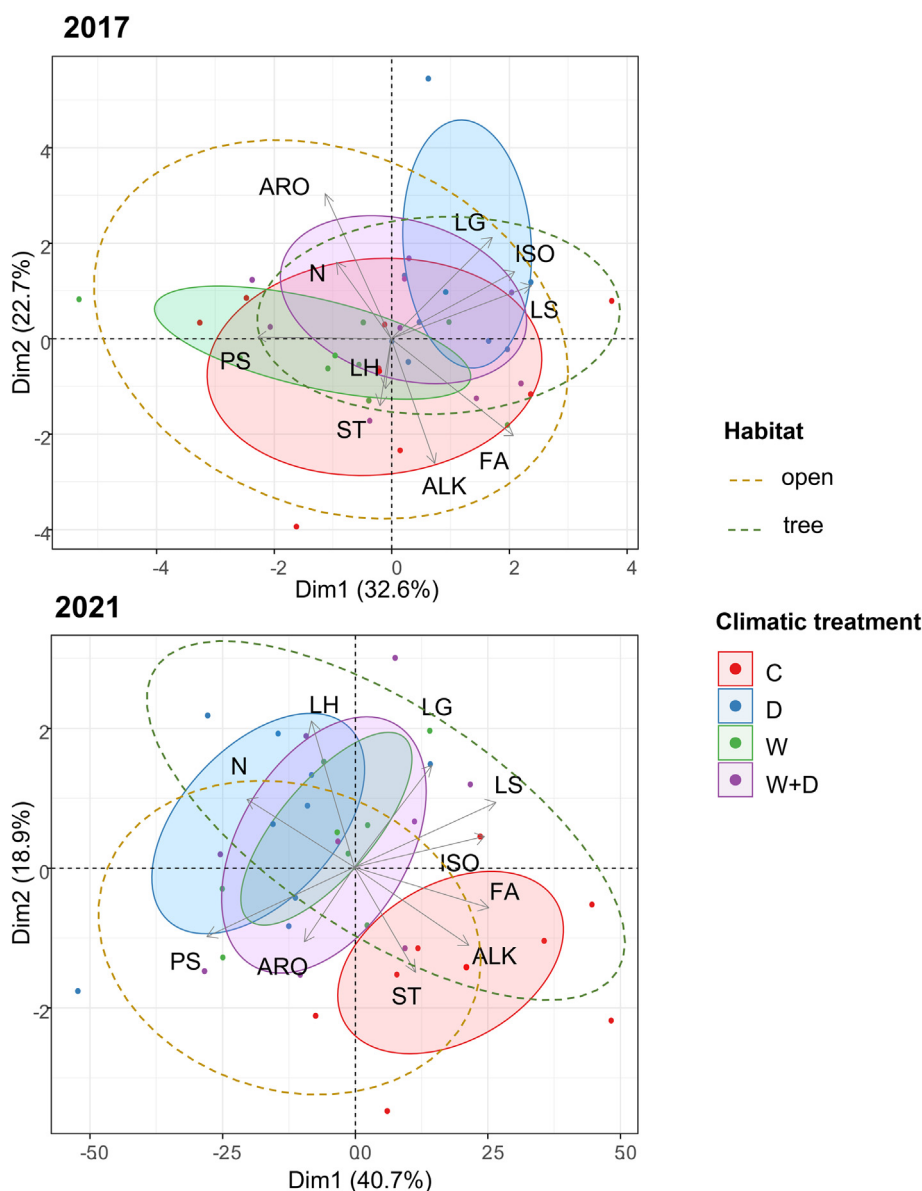 2017
ARO
LG
ISO
N
LS
PS
LH
ST
FA
ALK
4
2
0
-2
-4
Dim2 (22.7%)
-4
-2
0
2
4
Dim1 (32.6%)
Habitat
open
tree
2021
LH
LG
N
LS
ISO
FA
PS
ARO
ALK
ST
2
0
-2
Dim2 (18.9%)
-50
-25
00
25
50
Dim1 (40.7%)
Climatic treatment
C
D
W
W+D